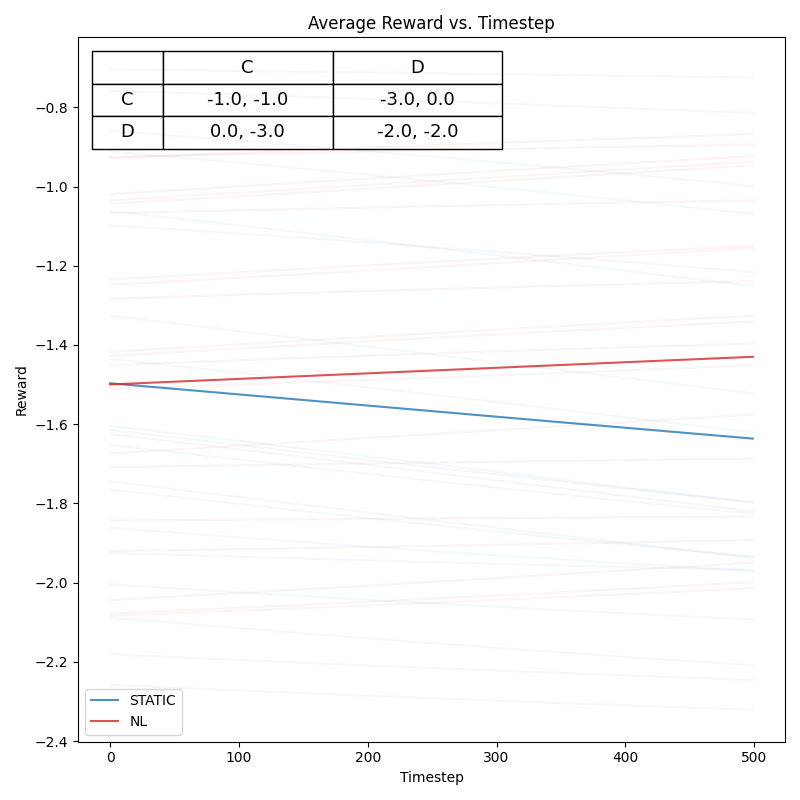 Average Reward vs. Timestep
C D
C -1.0, -1.0 -3.0, 0.0
D 0.0, -3.0 -2.0, -2.0
−0.8
−1.0
−1.2
−1.4
−1.6
−1.8
−2.0
−2.2
−2.4
Reward
STATIC
NL
0 100 200 300 400 500
Timestep